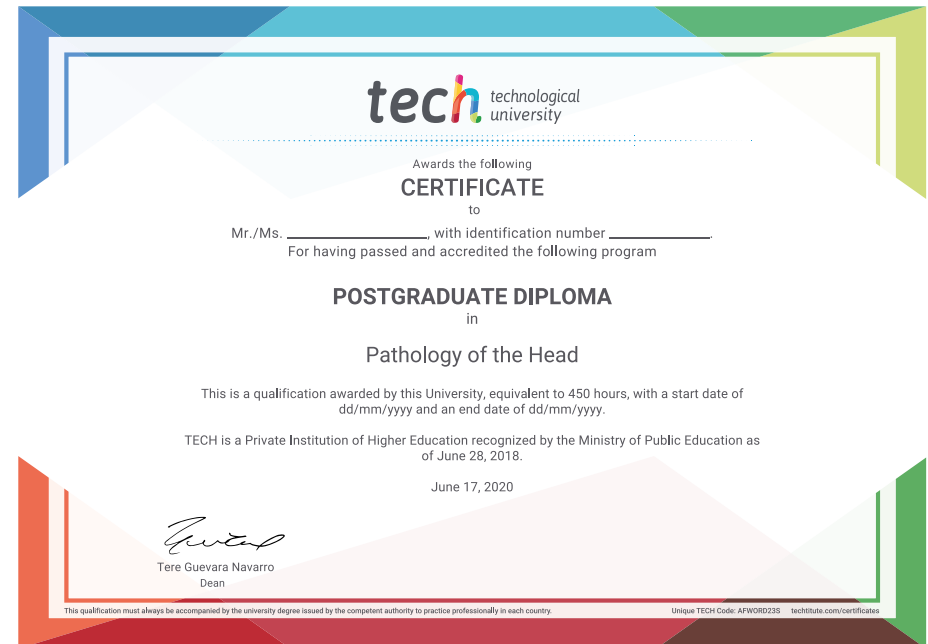 tech technological
university
Awards the following
CERTIFICATE
to
Mr./Ms. ____________________, with identification number ______________.
For having passed and accredited the following program
POSTGRADUATE DIPLOMA
in
Pathology of the Head
This is a qualification awarded by this University, equivalent to 450 hours, with a start date of
dd/mm/yyyy and an end date of dd/mm/yyyy.
TECH is a Private Institution of Higher Education recognized by the Ministry of Public Education as
of June 28, 2018.
June 17, 2020
Tere Guevara Navarro
Dean
This qualification must always be accompanied by the university degree issued by the competent authority to practice professionally in each country.
Unique TECH Code: AFWORD23S techtitute.com/certificates